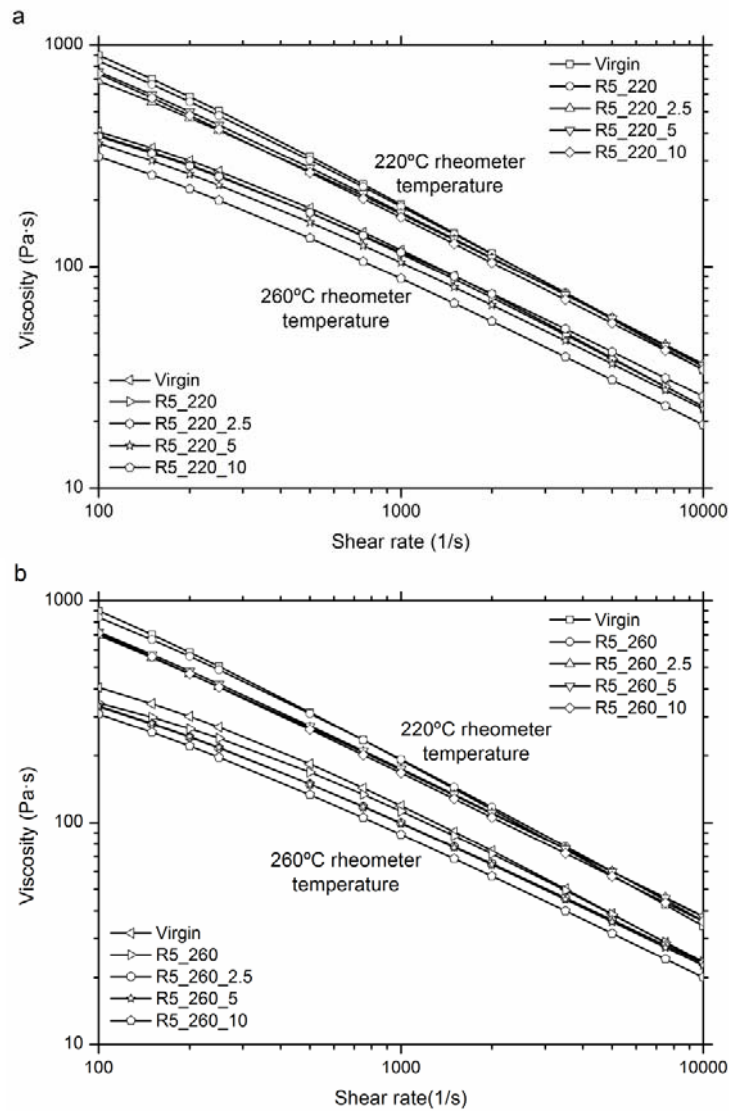 a
1000
100
10
Viscosity (Pa·s)
Virgin
R5_220
R5_220_2.5
R5_220_5
R5_220_10
220ºC rheometer
temperature
260ºC rheometer
temperature
Virgin
R5_220
R5_220_2.5
R5_220_5
R5_220_10
100
1000
10000
Shear rate (1/s)
b
1000
100
10
Viscosity (Pa·s)
Virgin
R5_260
R5_260_2.5
R5_260_5
R5_260_10
220ºC rheometer
temperature
260ºC rheometer
temperature
Virgin
R5_260
R5_260_2.5
R5_260_5
R5_260_10
100
1000
10000
Shear rate(1/s)